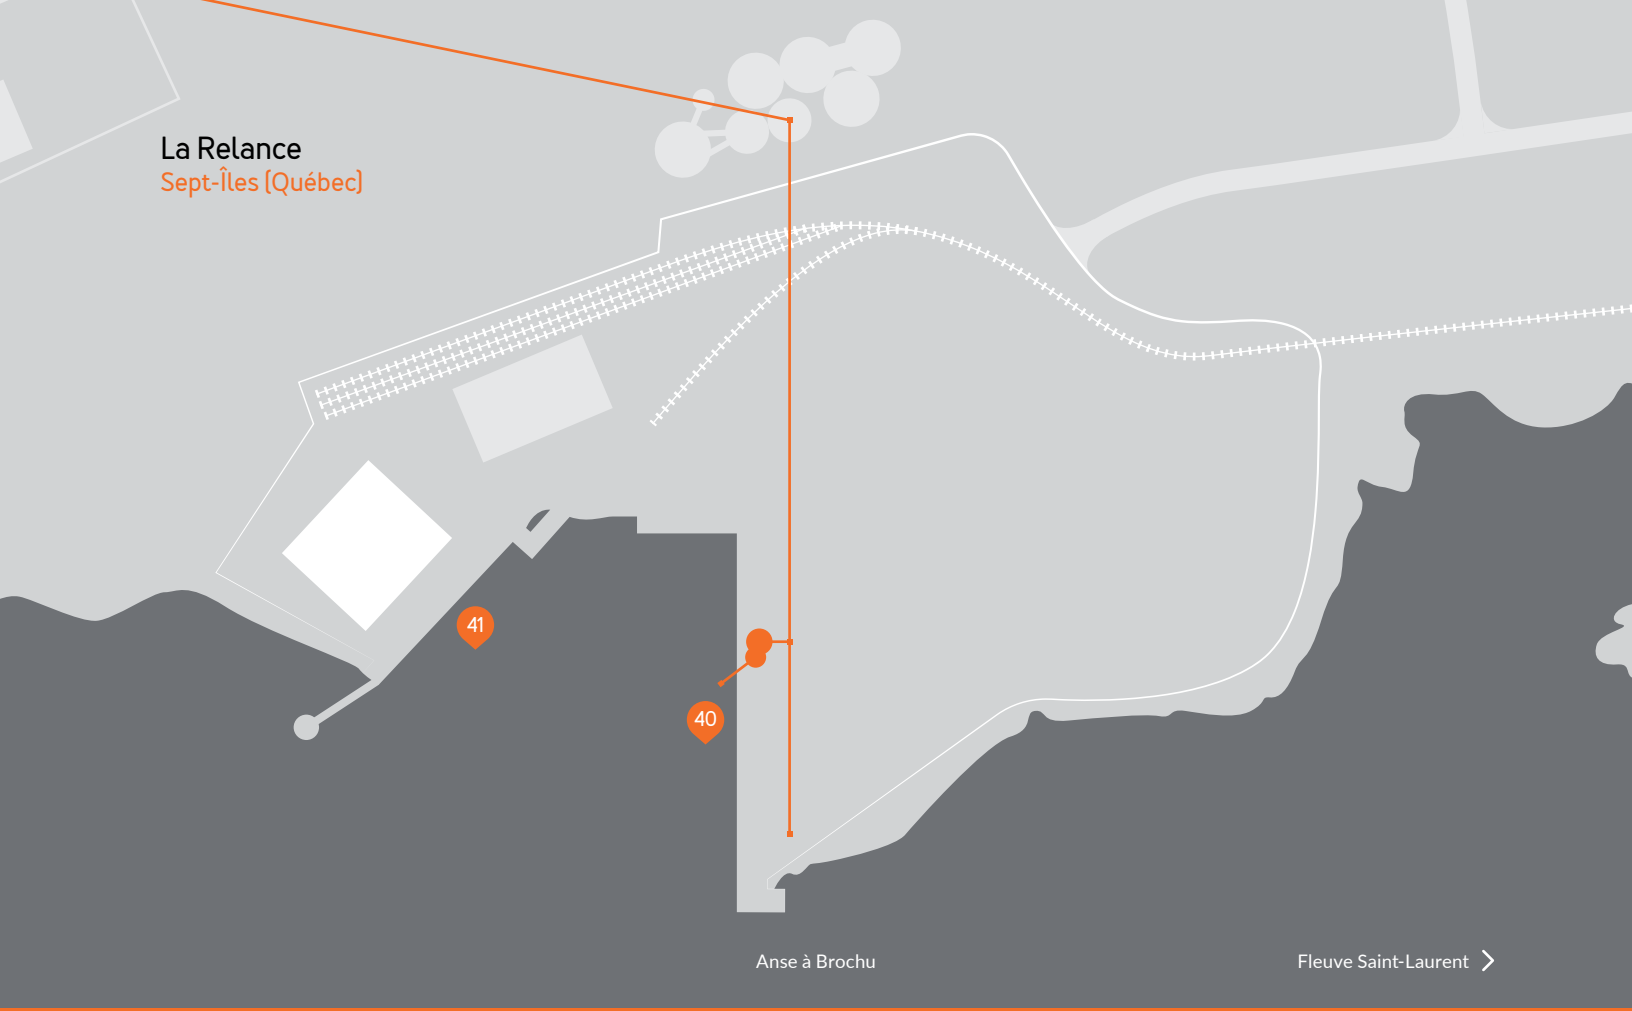 La Relance
Sept-Îles (Québec)
41
40
Anse à Brochu
Fleuve Saint-Laurent